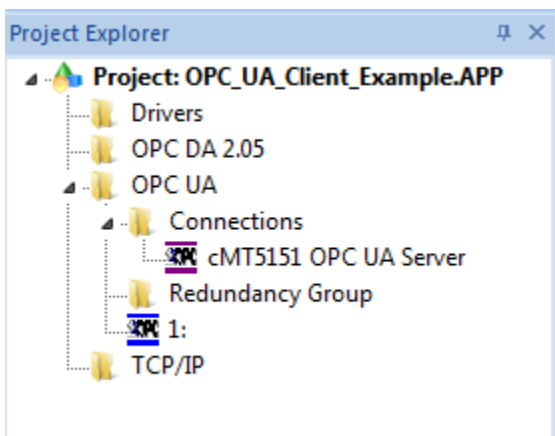 Project Explorer
Project: OPC_UA_Client_Example.APP
Drivers
OPC DA 2.05
OPC UA
Connections
cMT5151 OPC UA Server
Redundancy Group
1:
TCP/IP